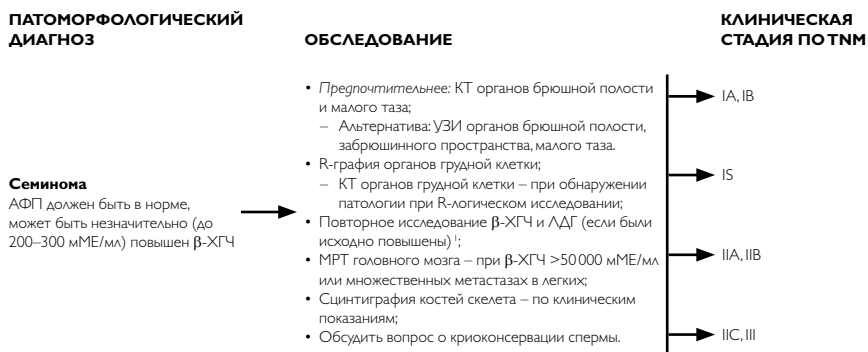 ПАТОМОРФОЛОГИЧЕСКИЙ
ДИАГНОЗ
ОБСЛЕДОВАНИЕ
КЛИНИЧЕСКАЯ
СТАДИЯ ПО TNM
Семинома
АФП должен быть в норме,
может быть незначительно (до
200–300 мМЕ/мл) повышен β-ХГЧ
• Предпочтительнее: КТ органов брюшной полости
и малого таза;
– Альтернатива: УЗИ органов брюшной полости,
забрюшинного пространства, малого таза.
• R-графия органов грудной клетки;
– КТ органов грудной клетки – при обнаружении
патологии при R-логическом исследовании;
• Повторное исследование β-ХГЧ и ЛДГ (если были
исходно повышены) ¹;
• МРТ головного мозга – при β-ХГЧ >50 000 мМЕ/мл
или множественных метастазах в легких;
• Сцинтиграфия костей скелета – по клиническим
показаниям;
• Обсудить вопрос о криоконсервации спермы.
IA, IB
IS
IIA, IIB
IIC, III